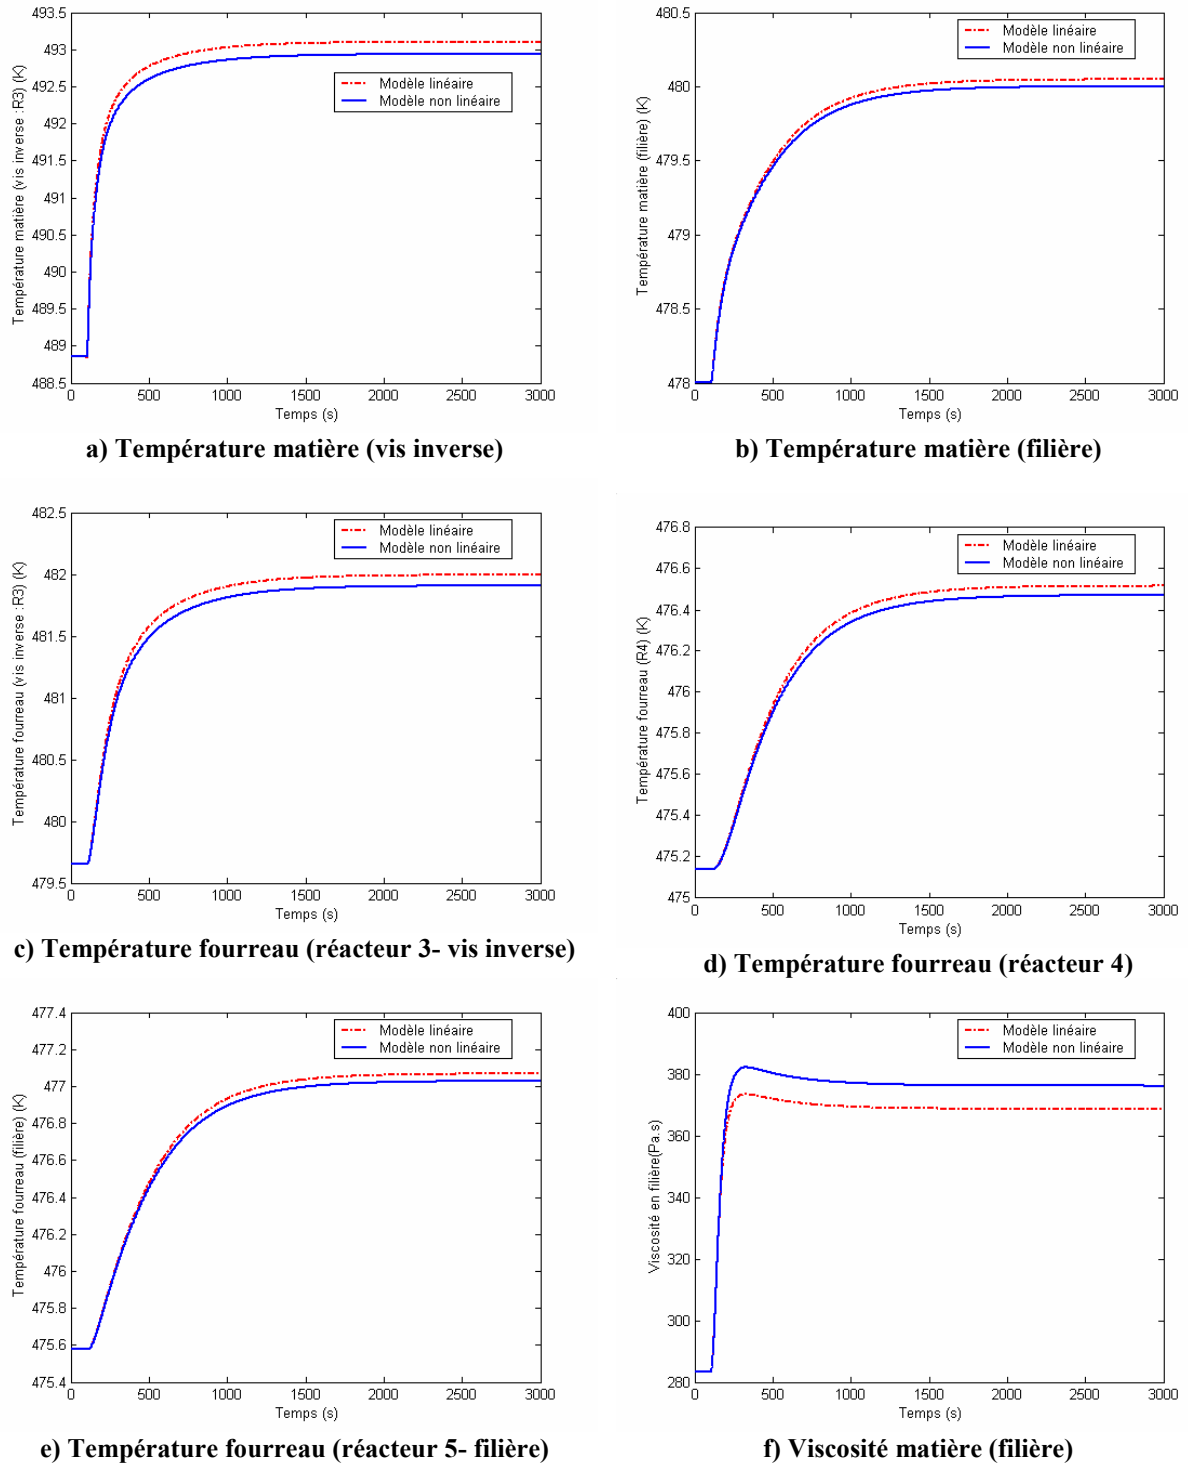 493.5
493
492.5
492
491.5
491
490.5
490
489.5
489
488.5
0 500 1000 1500 2000 2500 3000
Temps (s)
Température matière (vis inverse :R3) (K)
Modèle linéaire
Modèle non linéaire
a) Température matière (vis inverse)
480.5
480
479.5
479
478.5
478
0 500 1000 1500 2000 2500 3000
Temps (s)
Température matière (filière) (K)
Modèle linéaire
Modèle non linéaire
b) Température matière (filière)
482.5
482
481.5
481
480.5
480
479.5
0 500 1000 1500 2000 2500 3000
Temps (s)
Température fourreau (vis inverse :R3) (K)
Modèle linéaire
Modèle non linéaire
c) Température fourreau (réacteur 3- vis inverse)
476.8
476.6
476.4
476.2
476
475.8
475.6
475.4
475.2
475
0 500 1000 1500 2000 2500 3000
Temps (s)
Température fourreau (R4) (K)
Modèle linéaire
Modèle non linéaire
d) Température fourreau (réacteur 4)
477.4
477.2
477
476.8
476.6
476.4
476.2
476
475.8
475.6
475.4
0 500 1000 1500 2000 2500 3000
Temps (s)
Température fourreau (filière) (K)
Modèle linéaire
Modèle non linéaire
e) Température fourreau (réacteur 5- filière)
400
380
360
340
320
300
280
0 500 1000 1500 2000 2500 3000
Temps (s)
Viscosité en filière(Pa.s)
Modèle linéaire
Modèle non linéaire
f) Viscosité matière (filière)